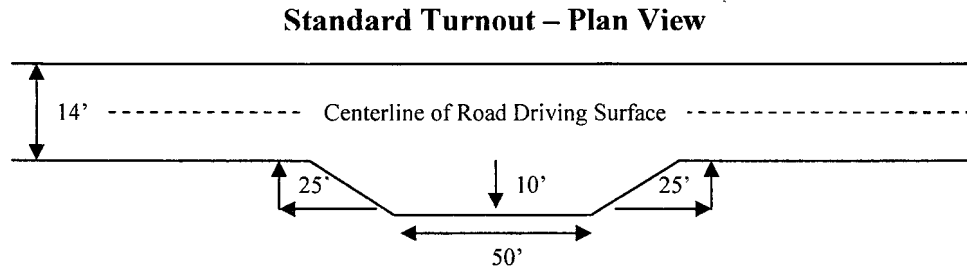 Standard Turnout – Plan View
14'
Centerline of Road Driving Surface
25'
10'
25'
50'